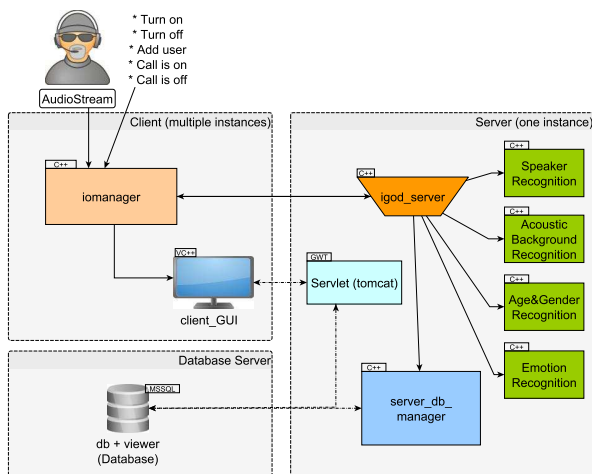 * Turn on
* Turn off
* Add user
* Call is on
* Call is off
AudioStream
Client (multiple instances)
C++
iomanager
VC++
client_GUI
Server (one instance)
C++
igod_server
C++
Speaker
Recognition
C++
Acoustic
Background
Recognition
C++
Age&Gender
Recognition
C++
Emotion
Recognition
GWT
Servlet (tomcat)
C++
server_db_
manager
Database Server
MSSQL
db + viewer
(Database)